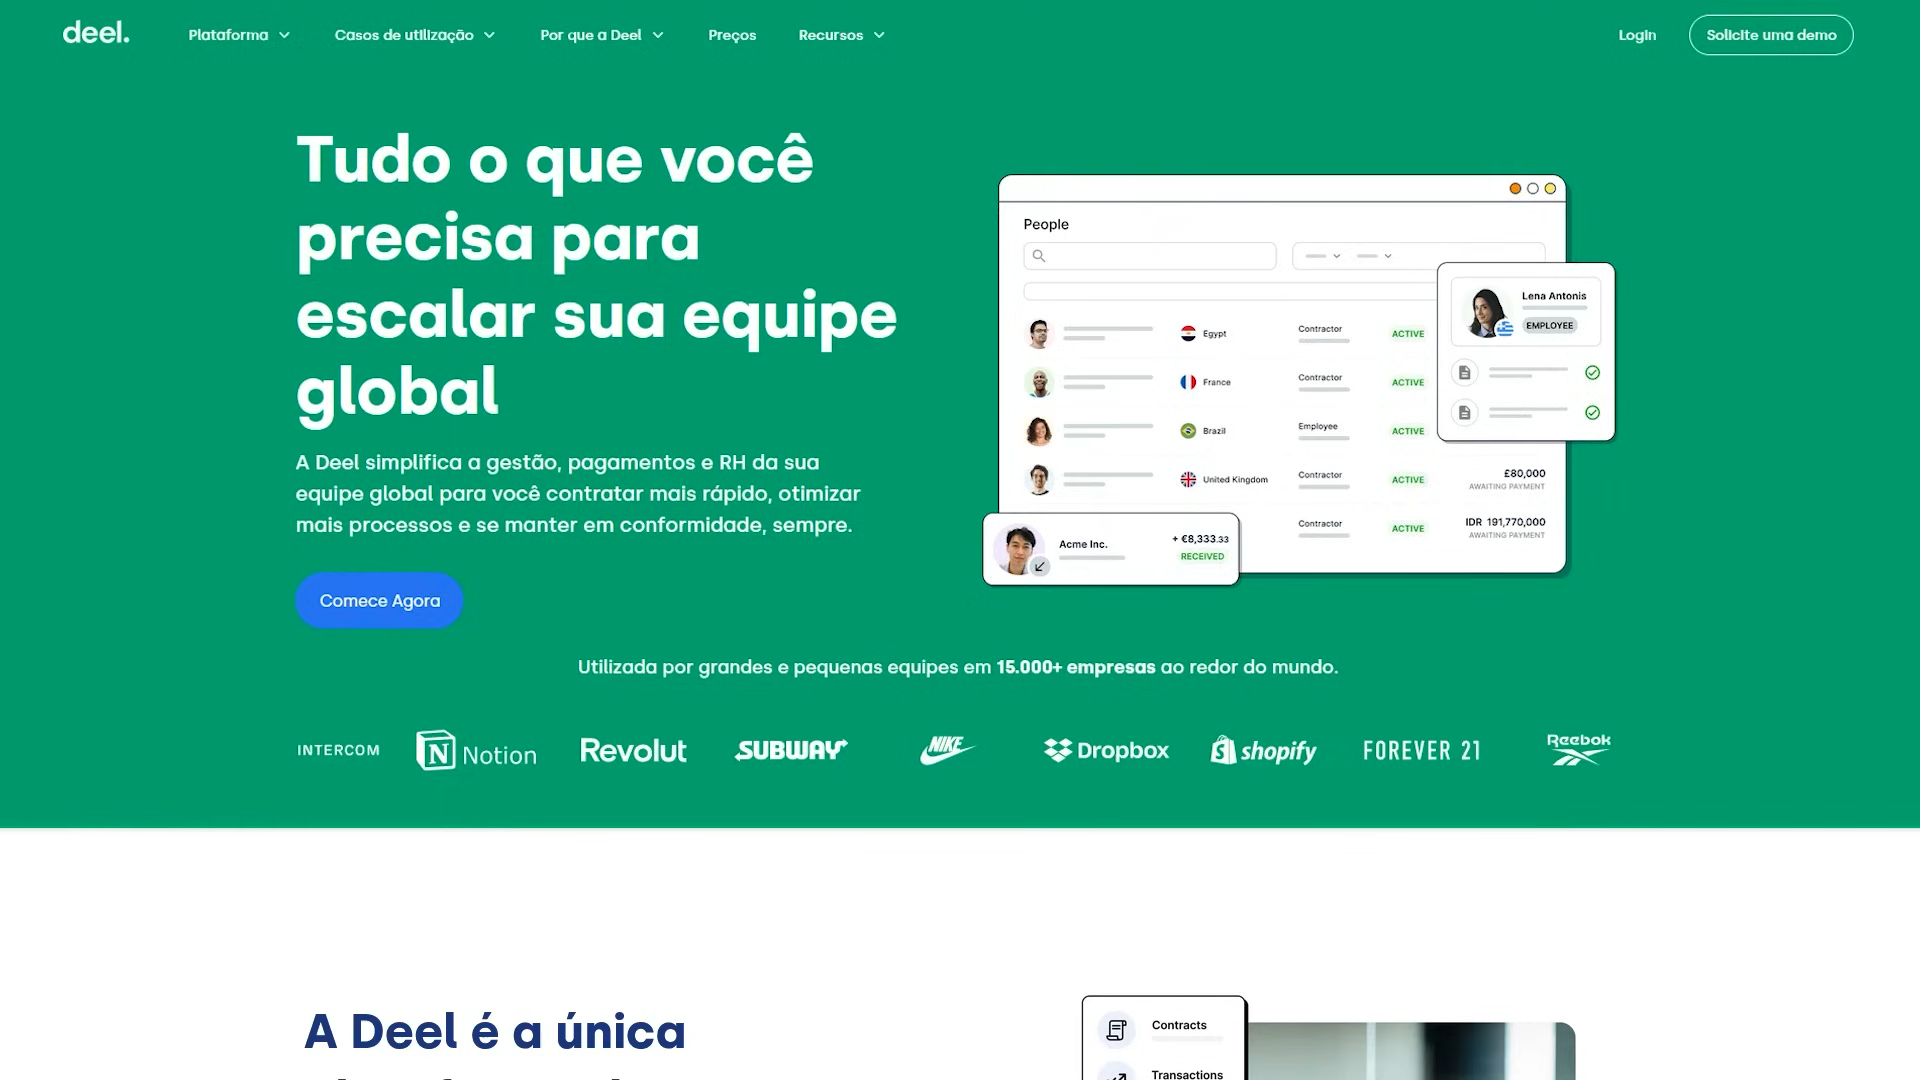 deel.
Plataforma
Casos de utilização
Por que a Deel
Preços
Recursos
Login
Solicite uma demo
Tudo o que você
precisa para
escalar sua equipe
global
A Deel simplifica a gestão, pagamentos e RH da sua
equipe global para você contratar mais rápido, otimizar
mais processos e se manter em conformidade, sempre.
Comece Agora
People
Egypt
Contractor
ACTIVE
France
Contractor
ACTIVE
Brazil
Employee
ACTIVE
United Kingdom
Contractor
ACTIVE
£80,000
AWAITING PAYMENT
Contractor
ACTIVE
IDR 191,770,000
AWAITING PAYMENT
Lena Antonis
EMPLOYEE
Acme Inc.
+ €8,333.33
RECEIVED
Utilizada por grandes e pequenas equipes em 15.000+ empresas ao redor do mundo.
INTERCOM
N Notion
Revolut
SUBWAY
NIKE
Dropbox
shopify
FOREVER 21
Reebok
A Deel é a única
Contracts
Transactions